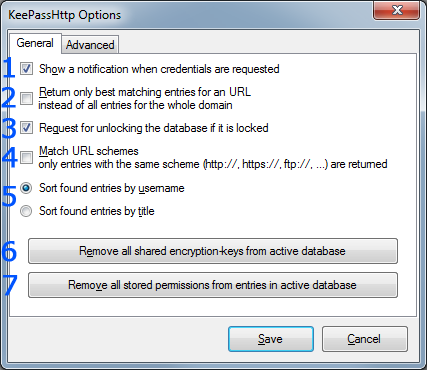 KeePassHttp Options
General Advanced
1 Show a notification when credentials are requested
2 Return only best matching entries for an URL
instead of all entries for the whole domain
3 Request for unlocking the database if it is locked
4 Match URL schemes
only entries with the same scheme (http://, https://, ftp://, ...) are returned
5 Sort found entries by username
Sort found entries by title
6 Remove all shared encryption-keys from active database
7 Remove all stored permissions from entries in active database
Save Cancel